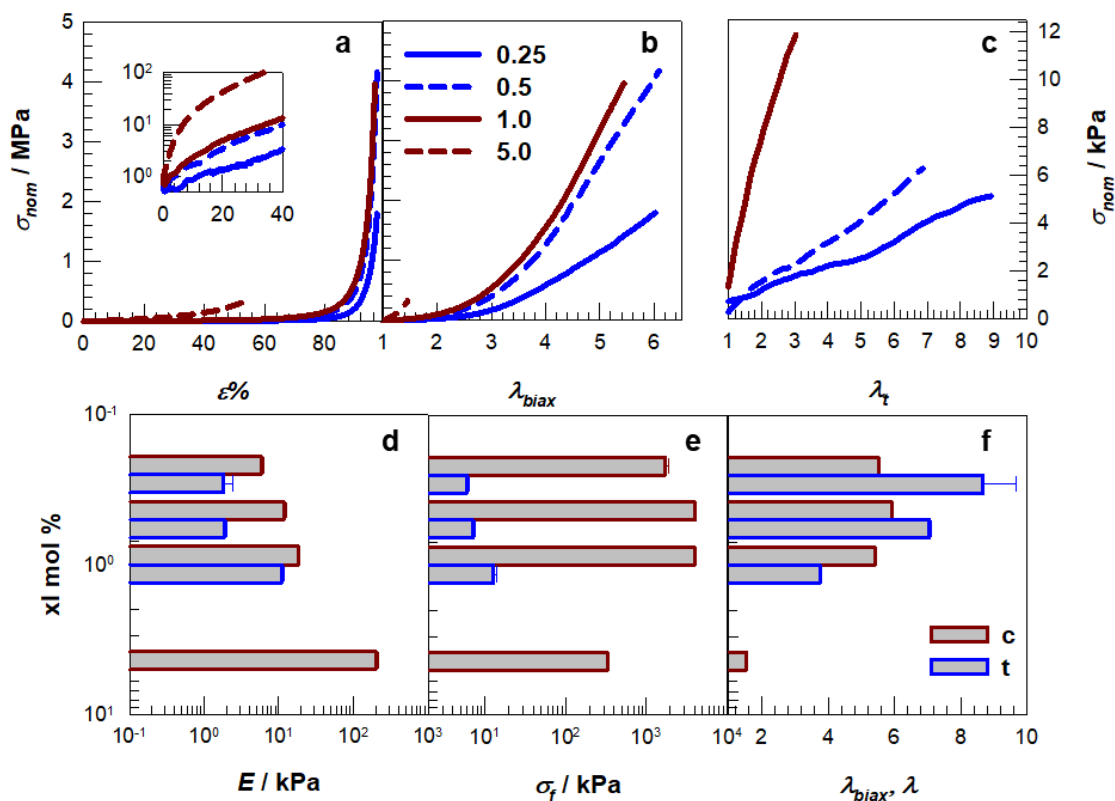 5
4
3
2
1
0
σnom / MPa
a
10²
10¹
10⁰
0 20 40
0 20 40 60 80
b
0.25
0.5
1.0
5.0
1 2 3 4 5 6
c
12
10
8
6
4
2
0
σnom / kPa
1 2 3 4 5 6 7 8 9 10
ε%
λbiax
λt
10⁻¹
10⁰
10¹
xl mol %
d
e
f
c
t
10⁻¹ 10⁰ 10¹ 10² 10³
10¹ 10³ 10⁴
2 4 6 8 10
E / kPa
σf / kPa
λbiax, λ